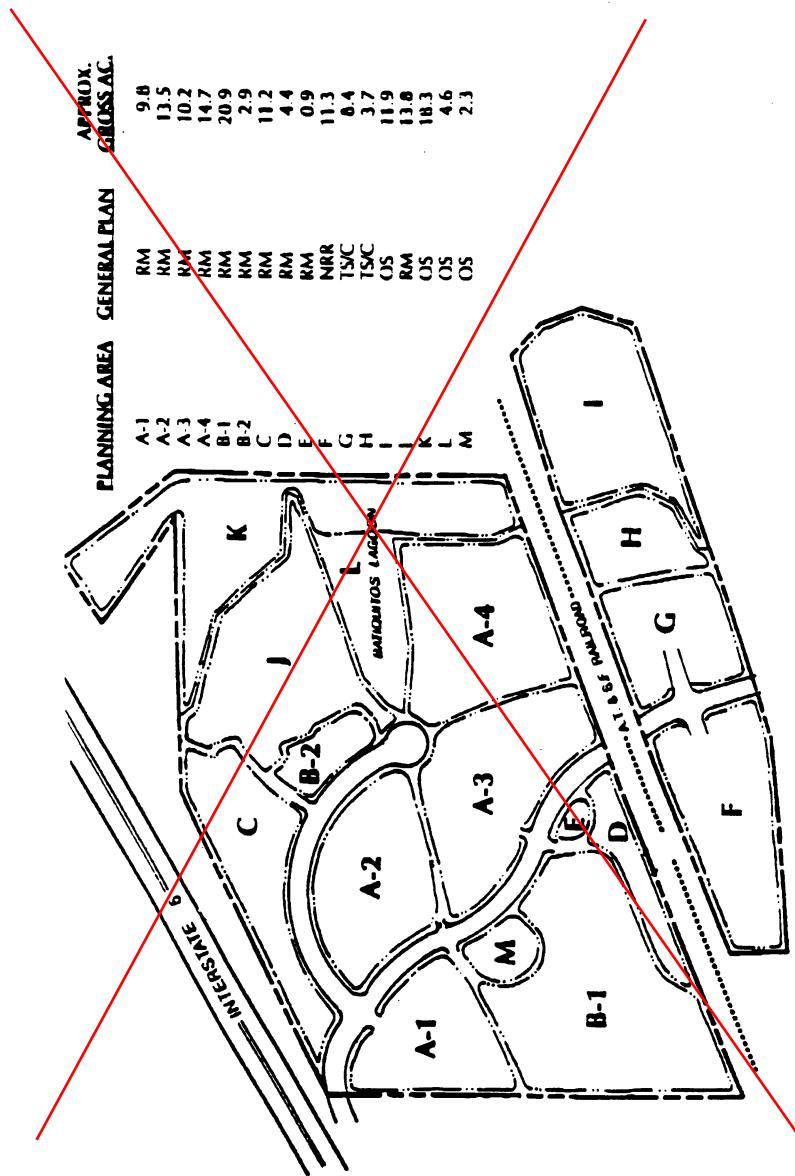 APPROX.
PLANNING AREA GENERAL PLAN GROSS AC.
A-1 RM 9.8
A-2 RM 13.5
A-3 RM 10.2
A-4 RM 14.7
B-1 RM 20.9
B-2 RM 2.9
C RM 11.2
D RM 4.4
E RM 0.9
F NRR 11.3
G TS/C
H TS/C 3.7
I OS 11.9
J RM 13.8
K OS 18.3
L OS 4.6
M OS 2.3
INTERSTATE 6
K
L
BATIQUITOS LAGOON
J
C
B-2
A-4
A-3
A-2
A-1
M
B-1
E
D
A.T. & S.F. RAILROAD
I
H
G
F